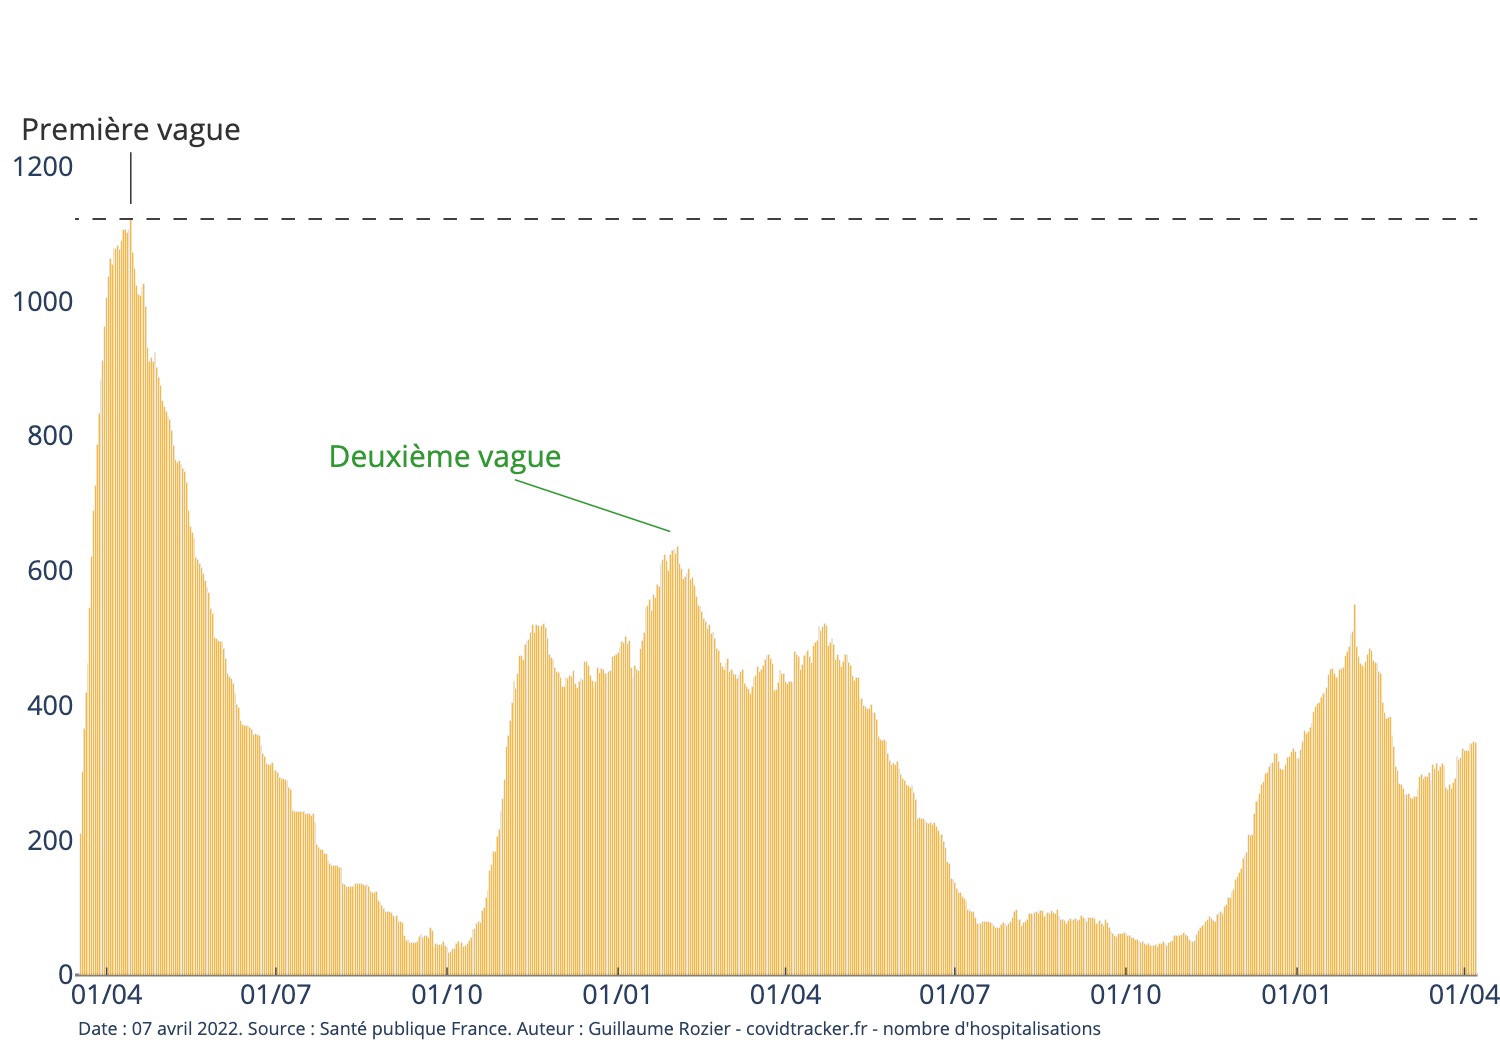 Première vague
1200
1000
800
Deuxième vague
600
400
200
0
01/04 01/07 01/10 01/01 01/04 01/07 01/10 01/01 01/04
Date : 07 avril 2022. Source : Santé publique France. Auteur : Guillaume Rozier - covidtracker.fr - nombre d'hospitalisations